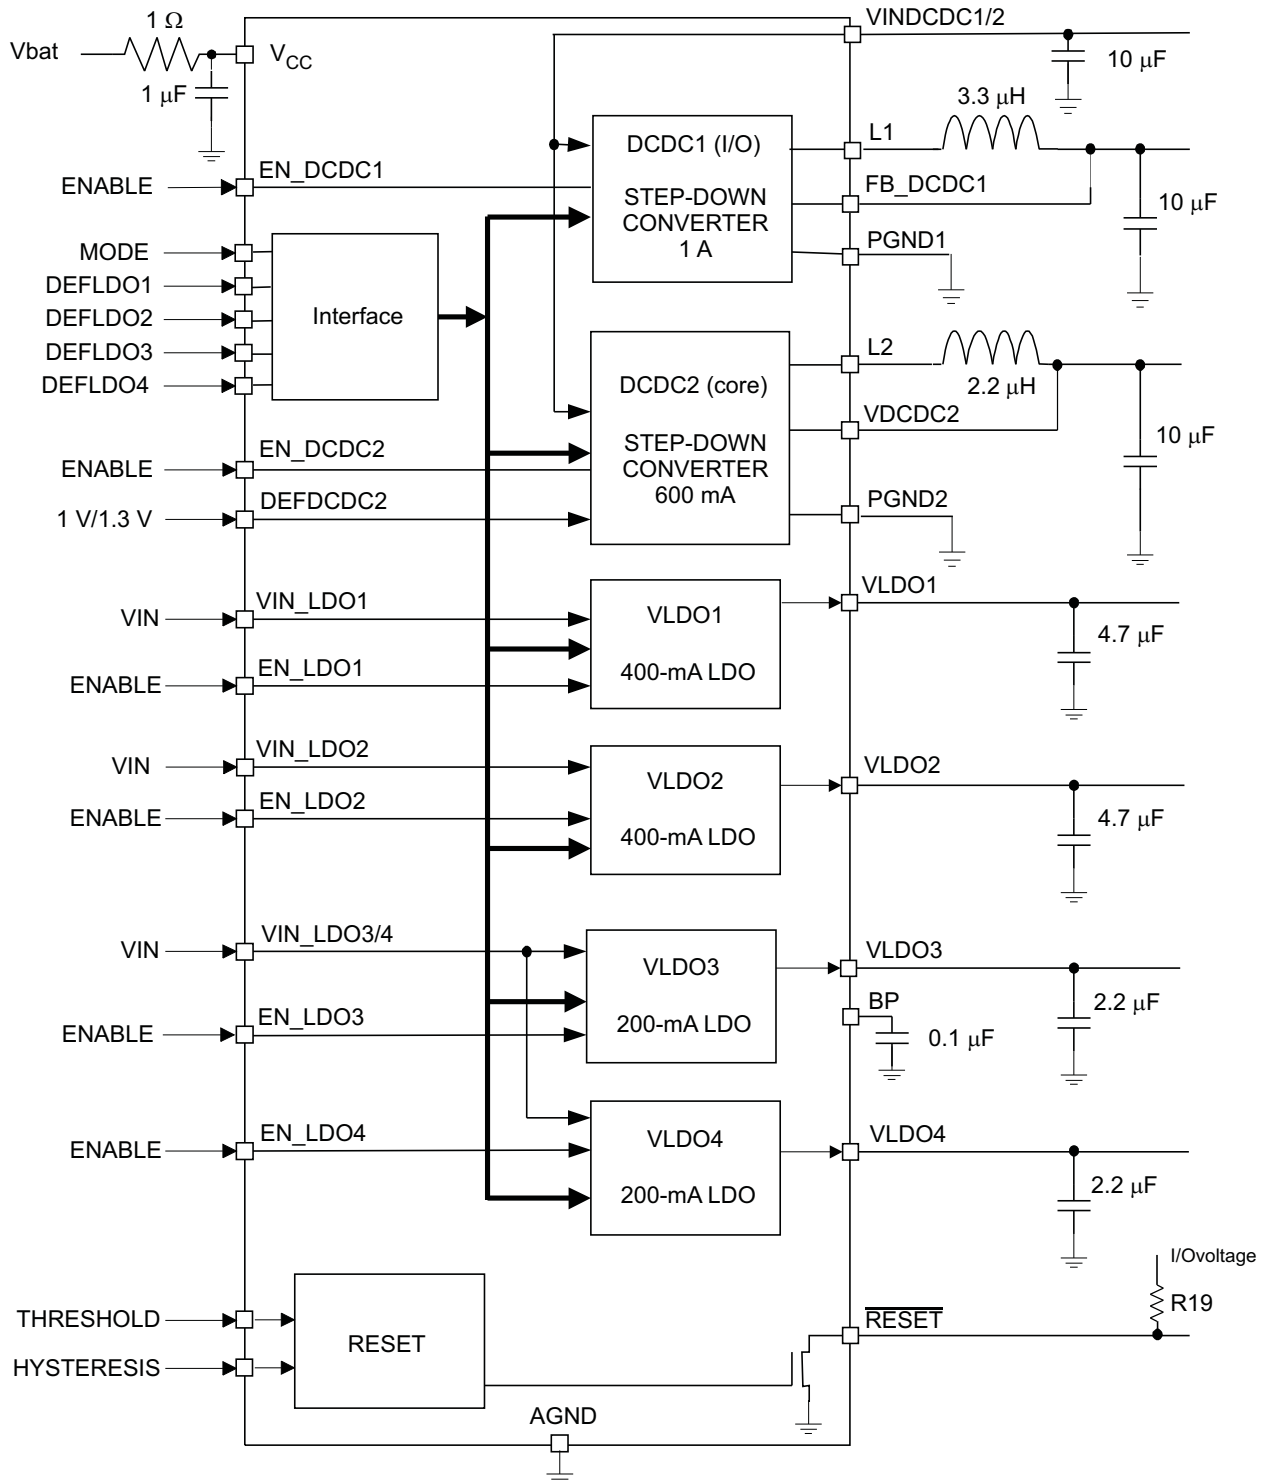 1 Ω
Vbat
VCC
1 μF
VINDCDC1/2
10 μF
3.3 μH
DCDC1 (I/O)
STEP-DOWN
CONVERTER
1 A
L1
EN_DCDC1
ENABLE
FB_DCDC1
10 μF
PGND1
MODE
DEFLDO1
DEFLDO2
DEFLDO3
DEFLDO4
Interface
L2
2.2 μH
DCDC2 (core)
STEP-DOWN
CONVERTER
600 mA
VDCDC2
10 μF
EN_DCDC2
ENABLE
DEFDCDC2
1 V/1.3 V
PGND2
VLDO1
VIN
VIN_LDO1
VLDO1
400-mA LDO
4.7 μF
EN_LDO1
ENABLE
VIN_LDO2
VIN
VLDO2
400-mA LDO
VLDO2
EN_LDO2
ENABLE
4.7 μF
VIN
VIN_LDO3/4
VLDO3
200-mA LDO
VLDO3
BP
2.2 μF
0.1 μF
EN_LDO3
ENABLE
EN_LDO4
ENABLE
VLDO4
200-mA LDO
VLDO4
2.2 μF
I/Ovoltage
R19
THRESHOLD
RESET
RESET
HYSTERESIS
AGND